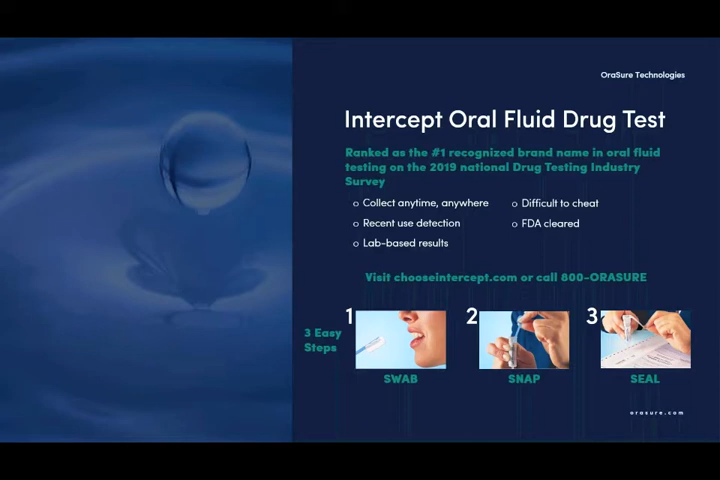 OraSure Technologies
Intercept Oral Fluid Drug Test
Ranked as the #1 recognized brand name in oral fluid
testing on the 2019 national Drug Testing Industry
Survey
o Collect anytime, anywhere
o Difficult to cheat
o Recent use detection
o FDA cleared
o Lab-based results
Visit chooseintercept.com or call 800-ORASURE
3 Easy
Steps
1
2
3
SWAB
SNAP
SEAL
orasure.com